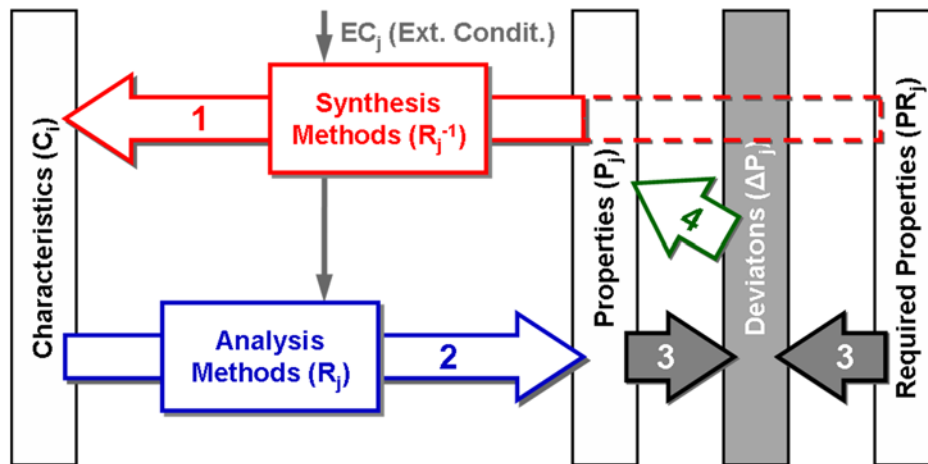 ECj (Ext. Condit.)
Characteristics (Ci)
1
Synthesis
Methods (Rj-1)
Properties (Pj)
4
Deviatons (ΔPj)
Required Properties (PRj)
Analysis
Methods (Rj)
2
3
3